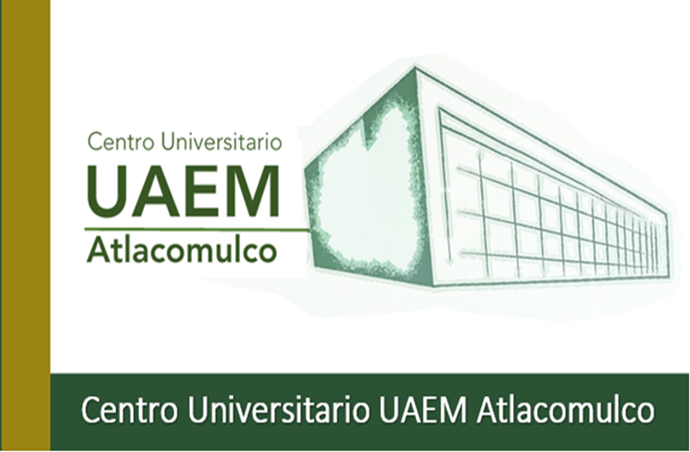 Centro Universitario
UAEM
Atlacomulco
Centro Universitario UAEM Atlacomulco